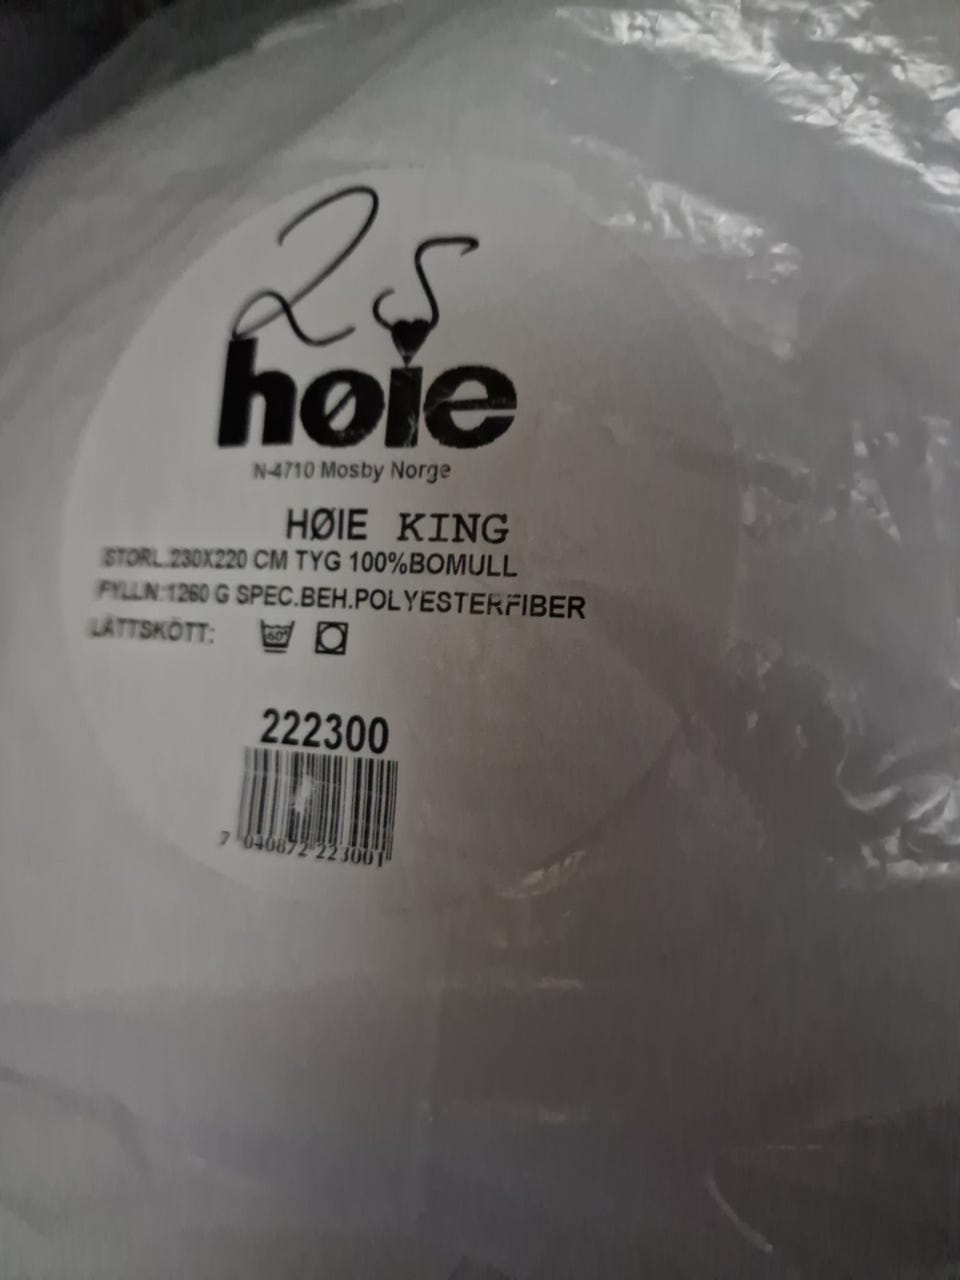 25
høie
N-4710 Mosby Norge
HØIE KING
STORL.:230X220 CM TYG 100%BOMULL
FYLLN:1260 G SPEC.BEH.POLYESTERFIBER
LÄTTSKÖTT: 60°
222300
7 040872 223001